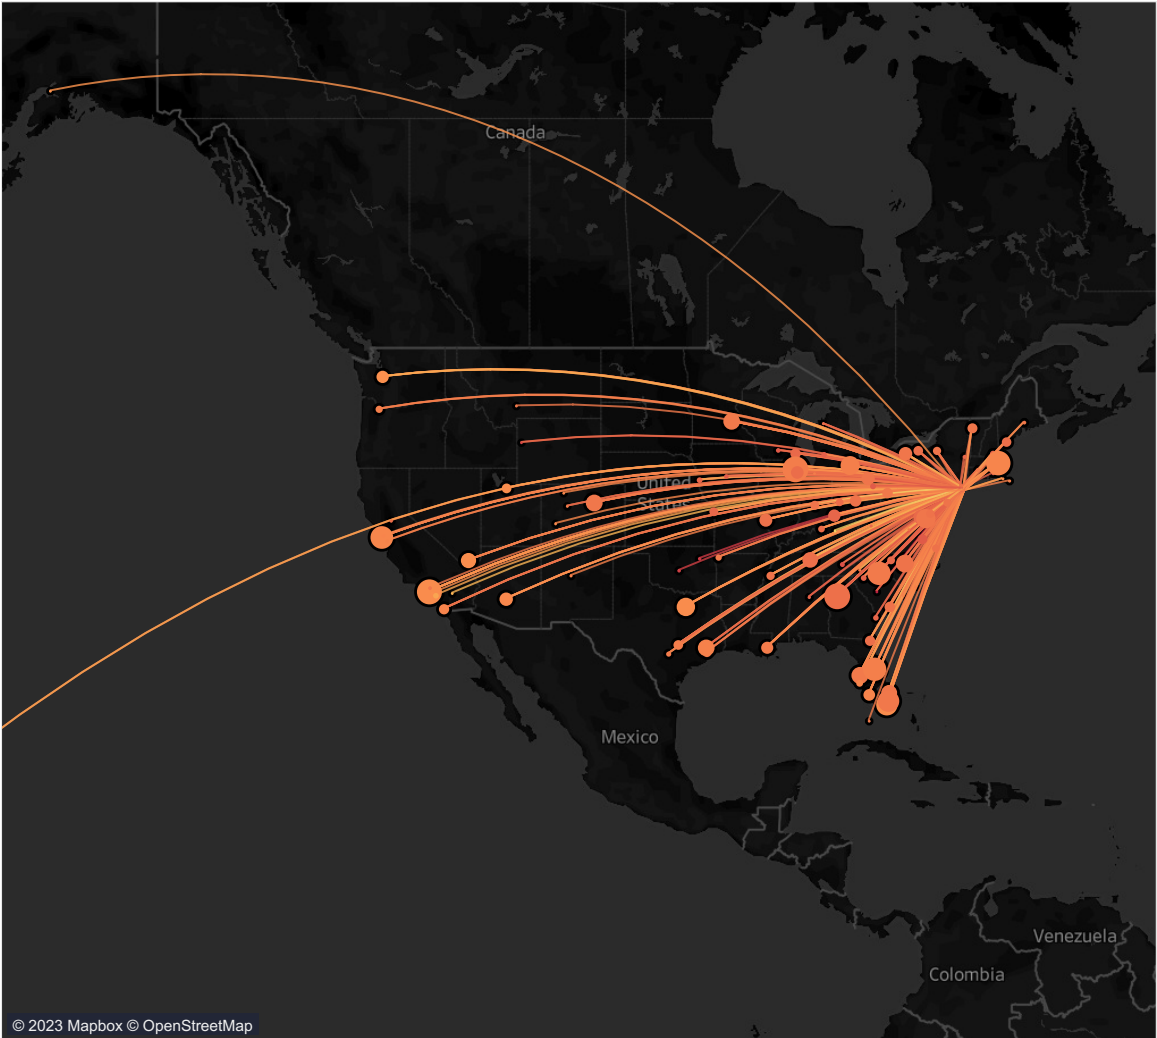 Canada
United
States
Mexico
Venezuela
Colombia
© 2023 Mapbox © OpenStreetMap